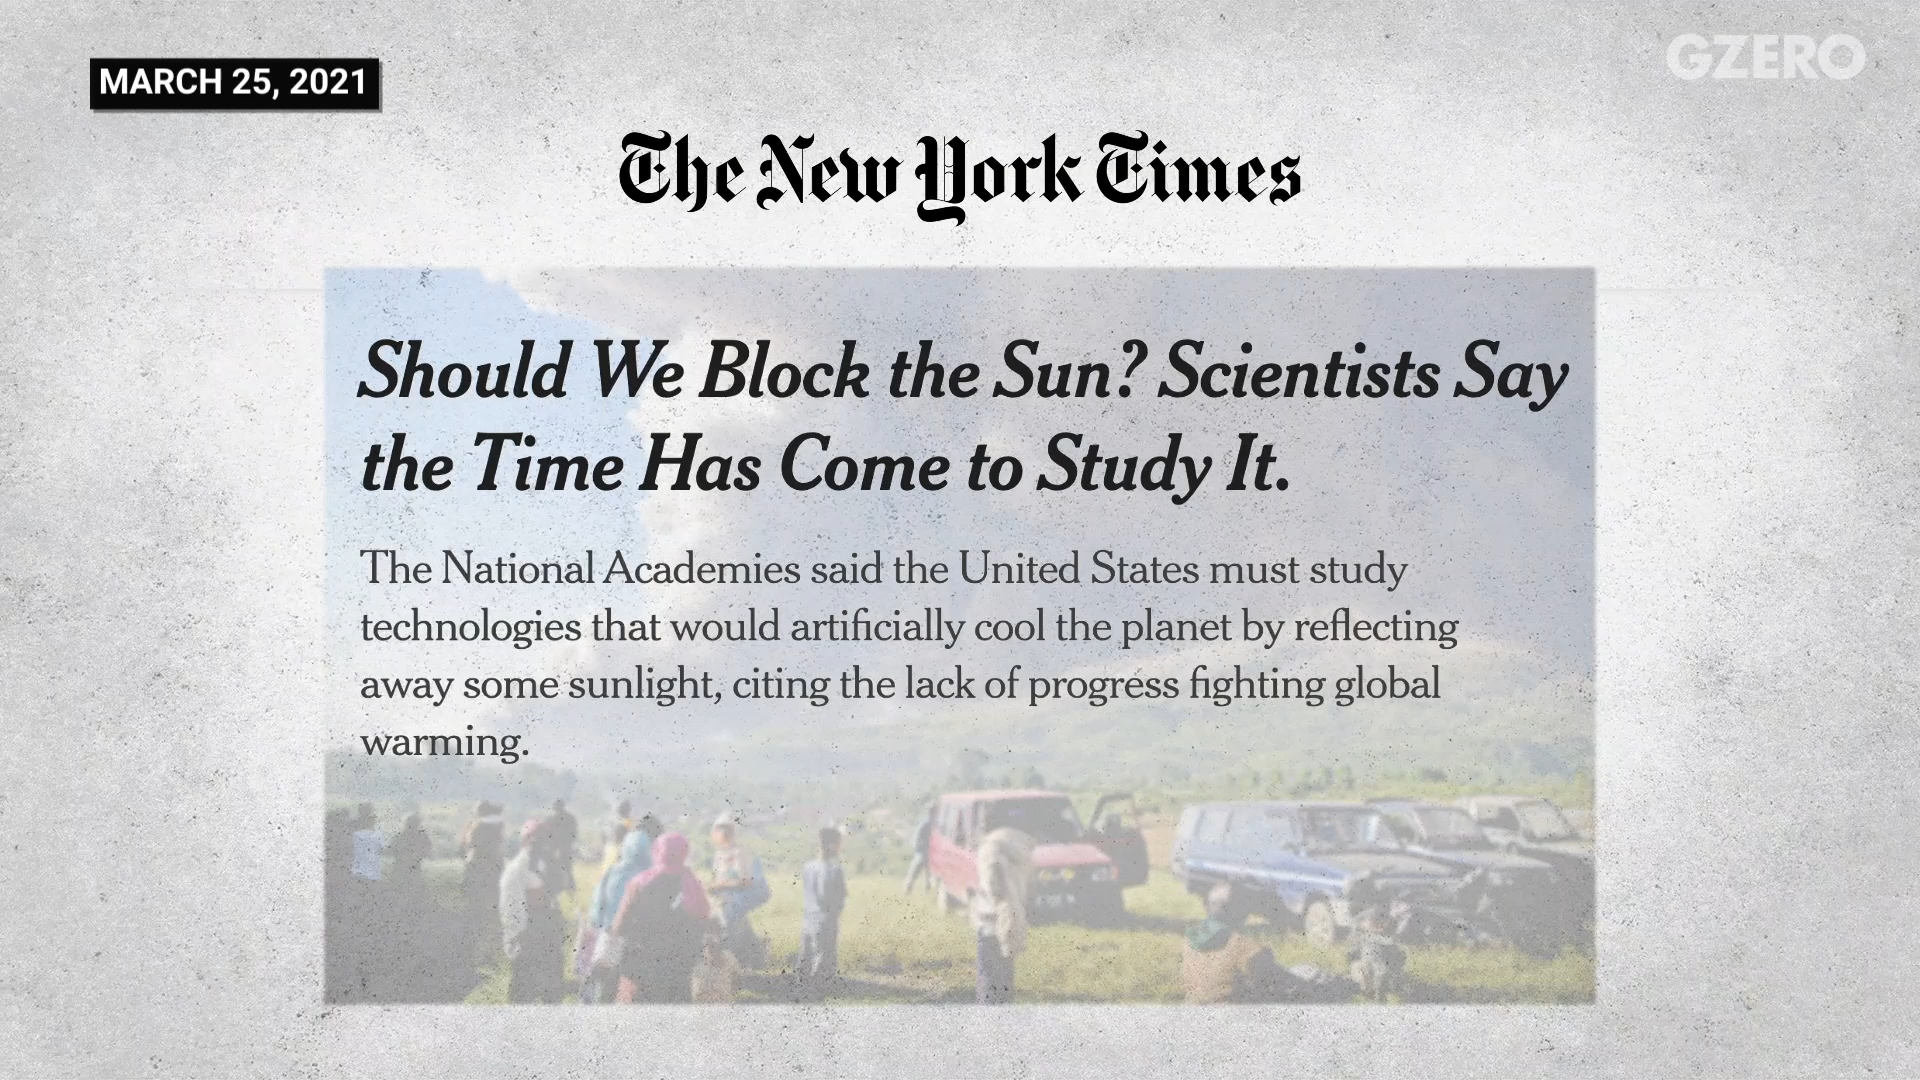 MARCH 25, 2021
GZERO
The New York Times
Should We Block the Sun? Scientists Say
the Time Has Come to Study It.
The National Academies said the United States must study
technologies that would artificially cool the planet by reflecting
away some sunlight, citing the lack of progress fighting global
warming.